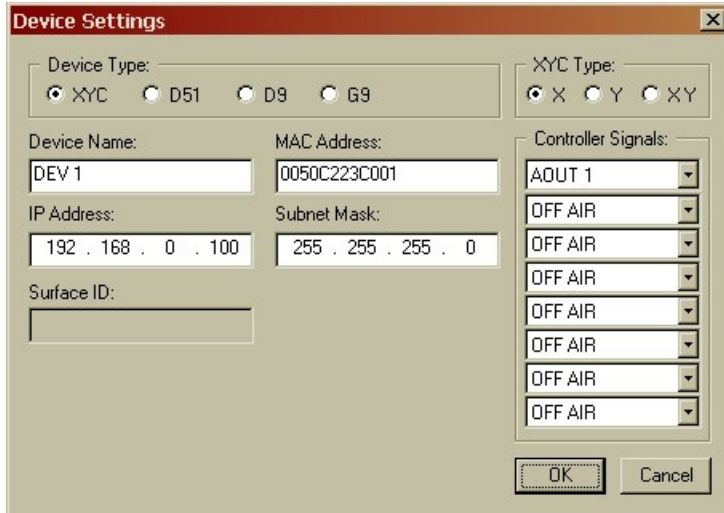 Device Settings
Device Type:
XYC D51 D9 G9
XYC Type:
X Y XY
Device Name:
DEV 1
MAC Address:
0050C223C001
IP Address:
192 . 168 . 0 . 100
Subnet Mask:
255 . 255 . 255 . 0
Surface ID:
Controller Signals:
AOUT 1
OFF AIR
OFF AIR
OFF AIR
OFF AIR
OFF AIR
OFF AIR
OFF AIR
OK
Cancel